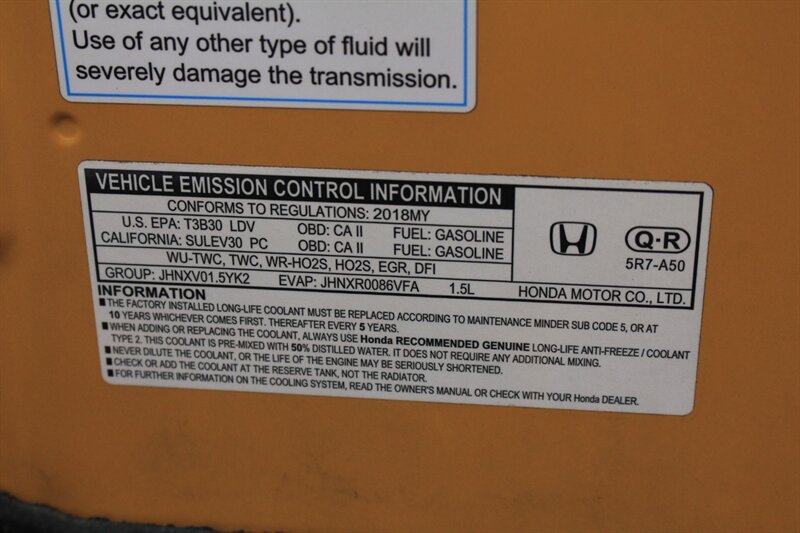 (or exact equivalent).
Use of any other type of fluid will
severely damage the transmission.
VEHICLE EMISSION CONTROL INFORMATION
CONFORMS TO REGULATIONS: 2018MY
U.S. EPA: T3B30 LDV OBD: CA II FUEL: GASOLINE
CALIFORNIA: SULEV30 PC OBD: CA II FUEL: GASOLINE
WU-TWC, TWC, WR-HO2S, HO2S, EGR, DFI
GROUP: JHNXV01.5YK2 EVAP: JHNXR0086VFA 1.5L
Q·R
5R7-A50
HONDA MOTOR CO., LTD.
INFORMATION
■THE FACTORY INSTALLED LONG-LIFE COOLANT MUST BE REPLACED ACCORDING TO MAINTENANCE MINDER SUB CODE 5, OR AT
10 YEARS WHICHEVER COMES FIRST. THEREAFTER EVERY 5 YEARS.
■WHEN ADDING OR REPLACING THE COOLANT, ALWAYS USE Honda RECOMMENDED GENUINE LONG-LIFE ANTI-FREEZE / COOLANT
TYPE 2. THIS COOLANT IS PRE-MIXED WITH 50% DISTILLED WATER. IT DOES NOT REQUIRE ANY ADDITIONAL MIXING.
■NEVER DILUTE THE COOLANT, OR THE LIFE OF THE ENGINE MAY BE SERIOUSLY SHORTENED.
■CHECK OR ADD THE COOLANT AT THE RESERVE TANK, NOT THE RADIATOR.
■FOR FURTHER INFORMATION ON THE COOLING SYSTEM, READ THE OWNER'S MANUAL OR CHECK WITH YOUR Honda DEALER.